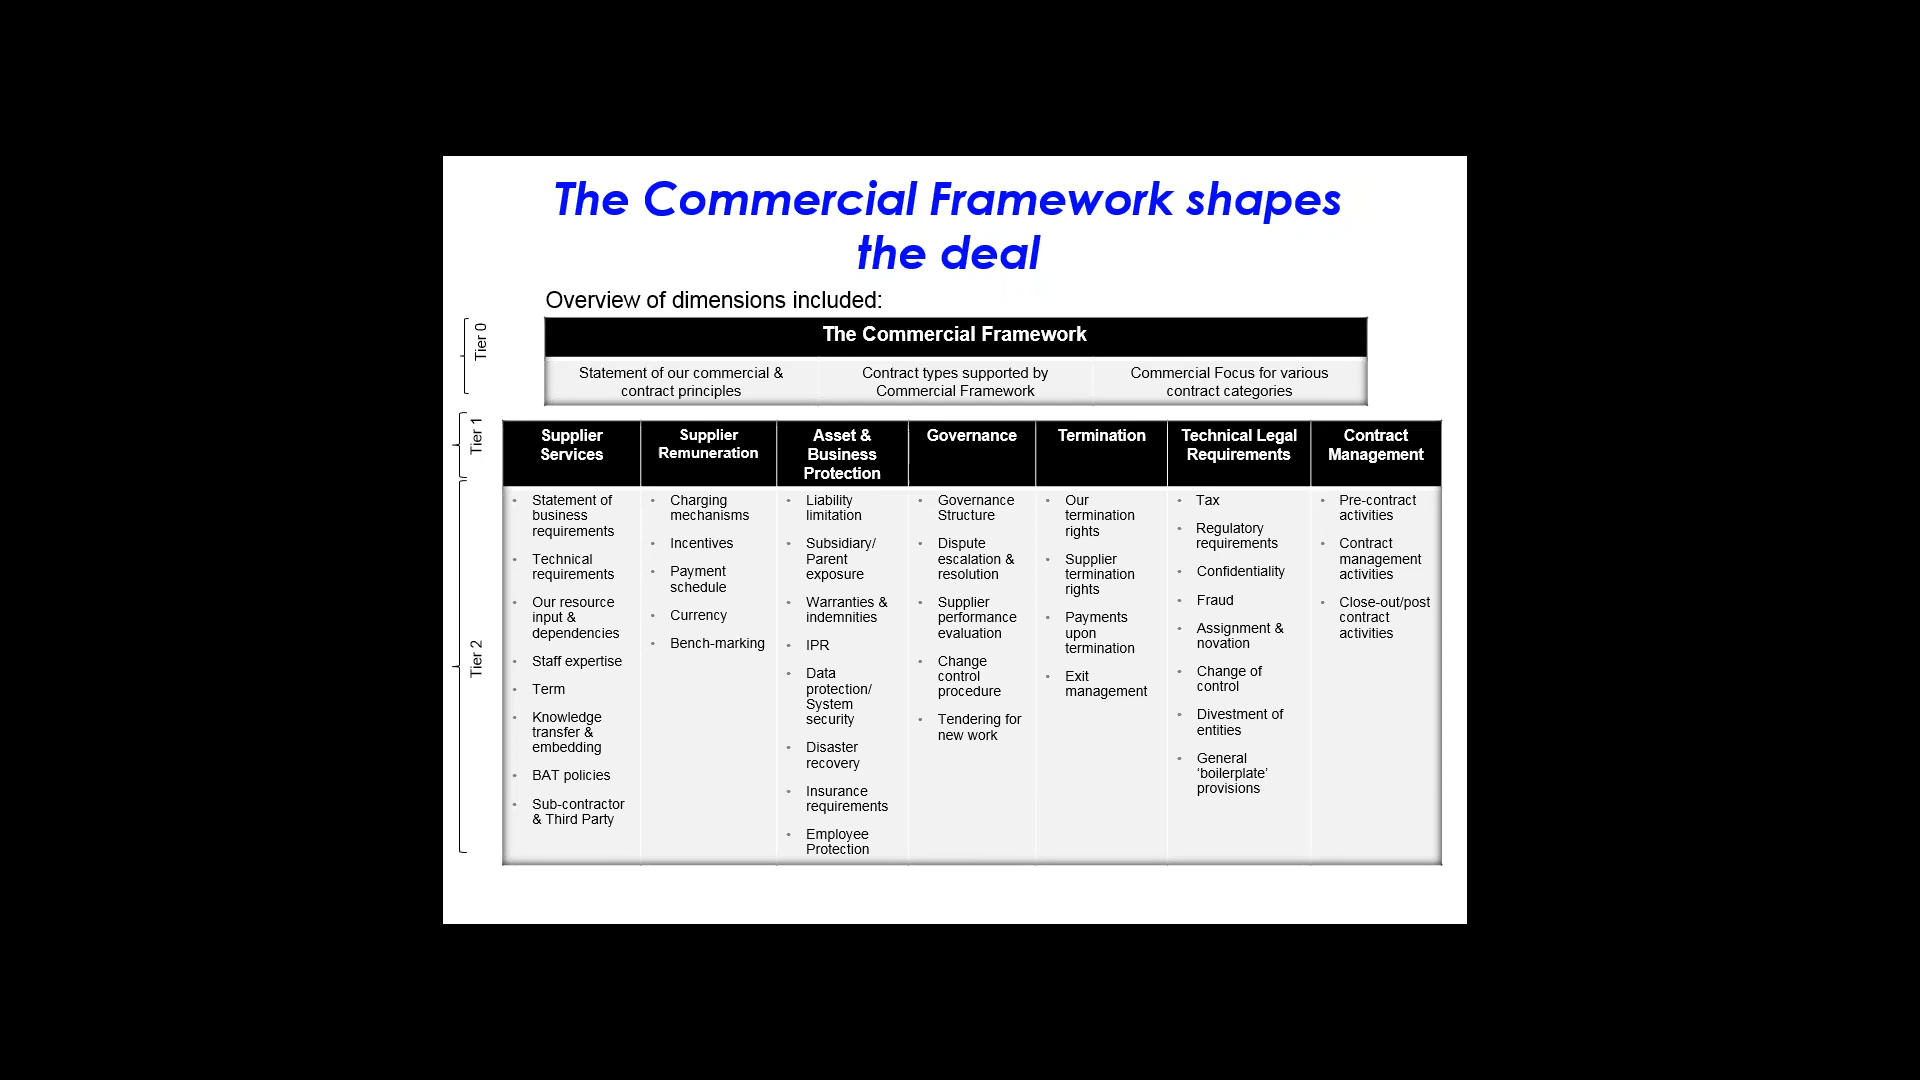 The Commercial Framework shapes
the deal
Overview of dimensions included:
Tier 0
The Commercial Framework
Statement of our commercial &
contract principles
Contract types supported by
Commercial Framework
Commercial Focus for various
contract categories
Tier 1
Supplier
Services
Supplier
Remuneration
Asset &
Business
Protection
Governance
Termination
Technical Legal
Requirements
Contract
Management
Tier 2
Statement of
business
requirements
Technical
requirements
Our resource
input &
dependencies
Staff expertise
Term
Knowledge
transfer &
embedding
BAT policies
Sub-contractor
& Third Party
Charging
mechanisms
Incentives
Payment
schedule
Currency
Bench-marking
Liability
limitation
Subsidiary/
Parent
exposure
Warranties &
indemnities
IPR
Data
protection/
System
security
Disaster
recovery
Insurance
requirements
Employee
Protection
Governance
Structure
Dispute
escalation &
resolution
Supplier
performance
evaluation
Change
control
procedure
Tendering for
new work
Our
termination
rights
Supplier
termination
rights
Payments
upon
termination
Exit
management
Tax
Regulatory
requirements
Confidentiality
Fraud
Assignment &
novation
Change of
control
Divestment of
entities
General
‘boilerplate’
provisions
Pre-contract
activities
Contract
management
activities
Close-out/post
contract
activities